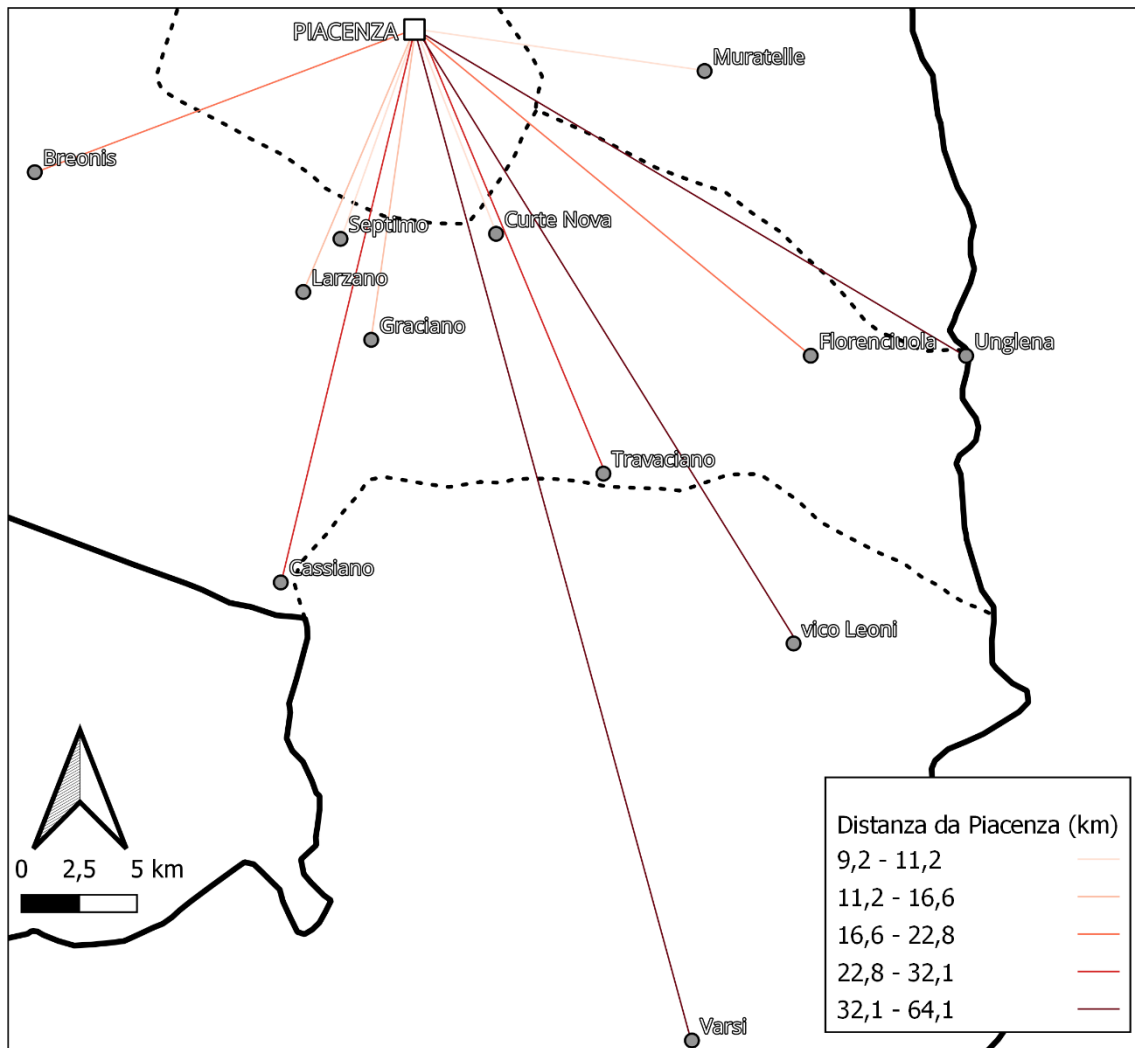 PIACENZA
Muratelle
Breonis
Septimo
Curte Nova
Larzano
Graciano
Florenciuola
Unglena
Travaciano
Cassiano
vico Leoni
Varsi
0 2,5 5 km
Distanza da Piacenza (km)
9,2 - 11,2
11,2 - 16,6
16,6 - 22,8
22,8 - 32,1
32,1 - 64,1